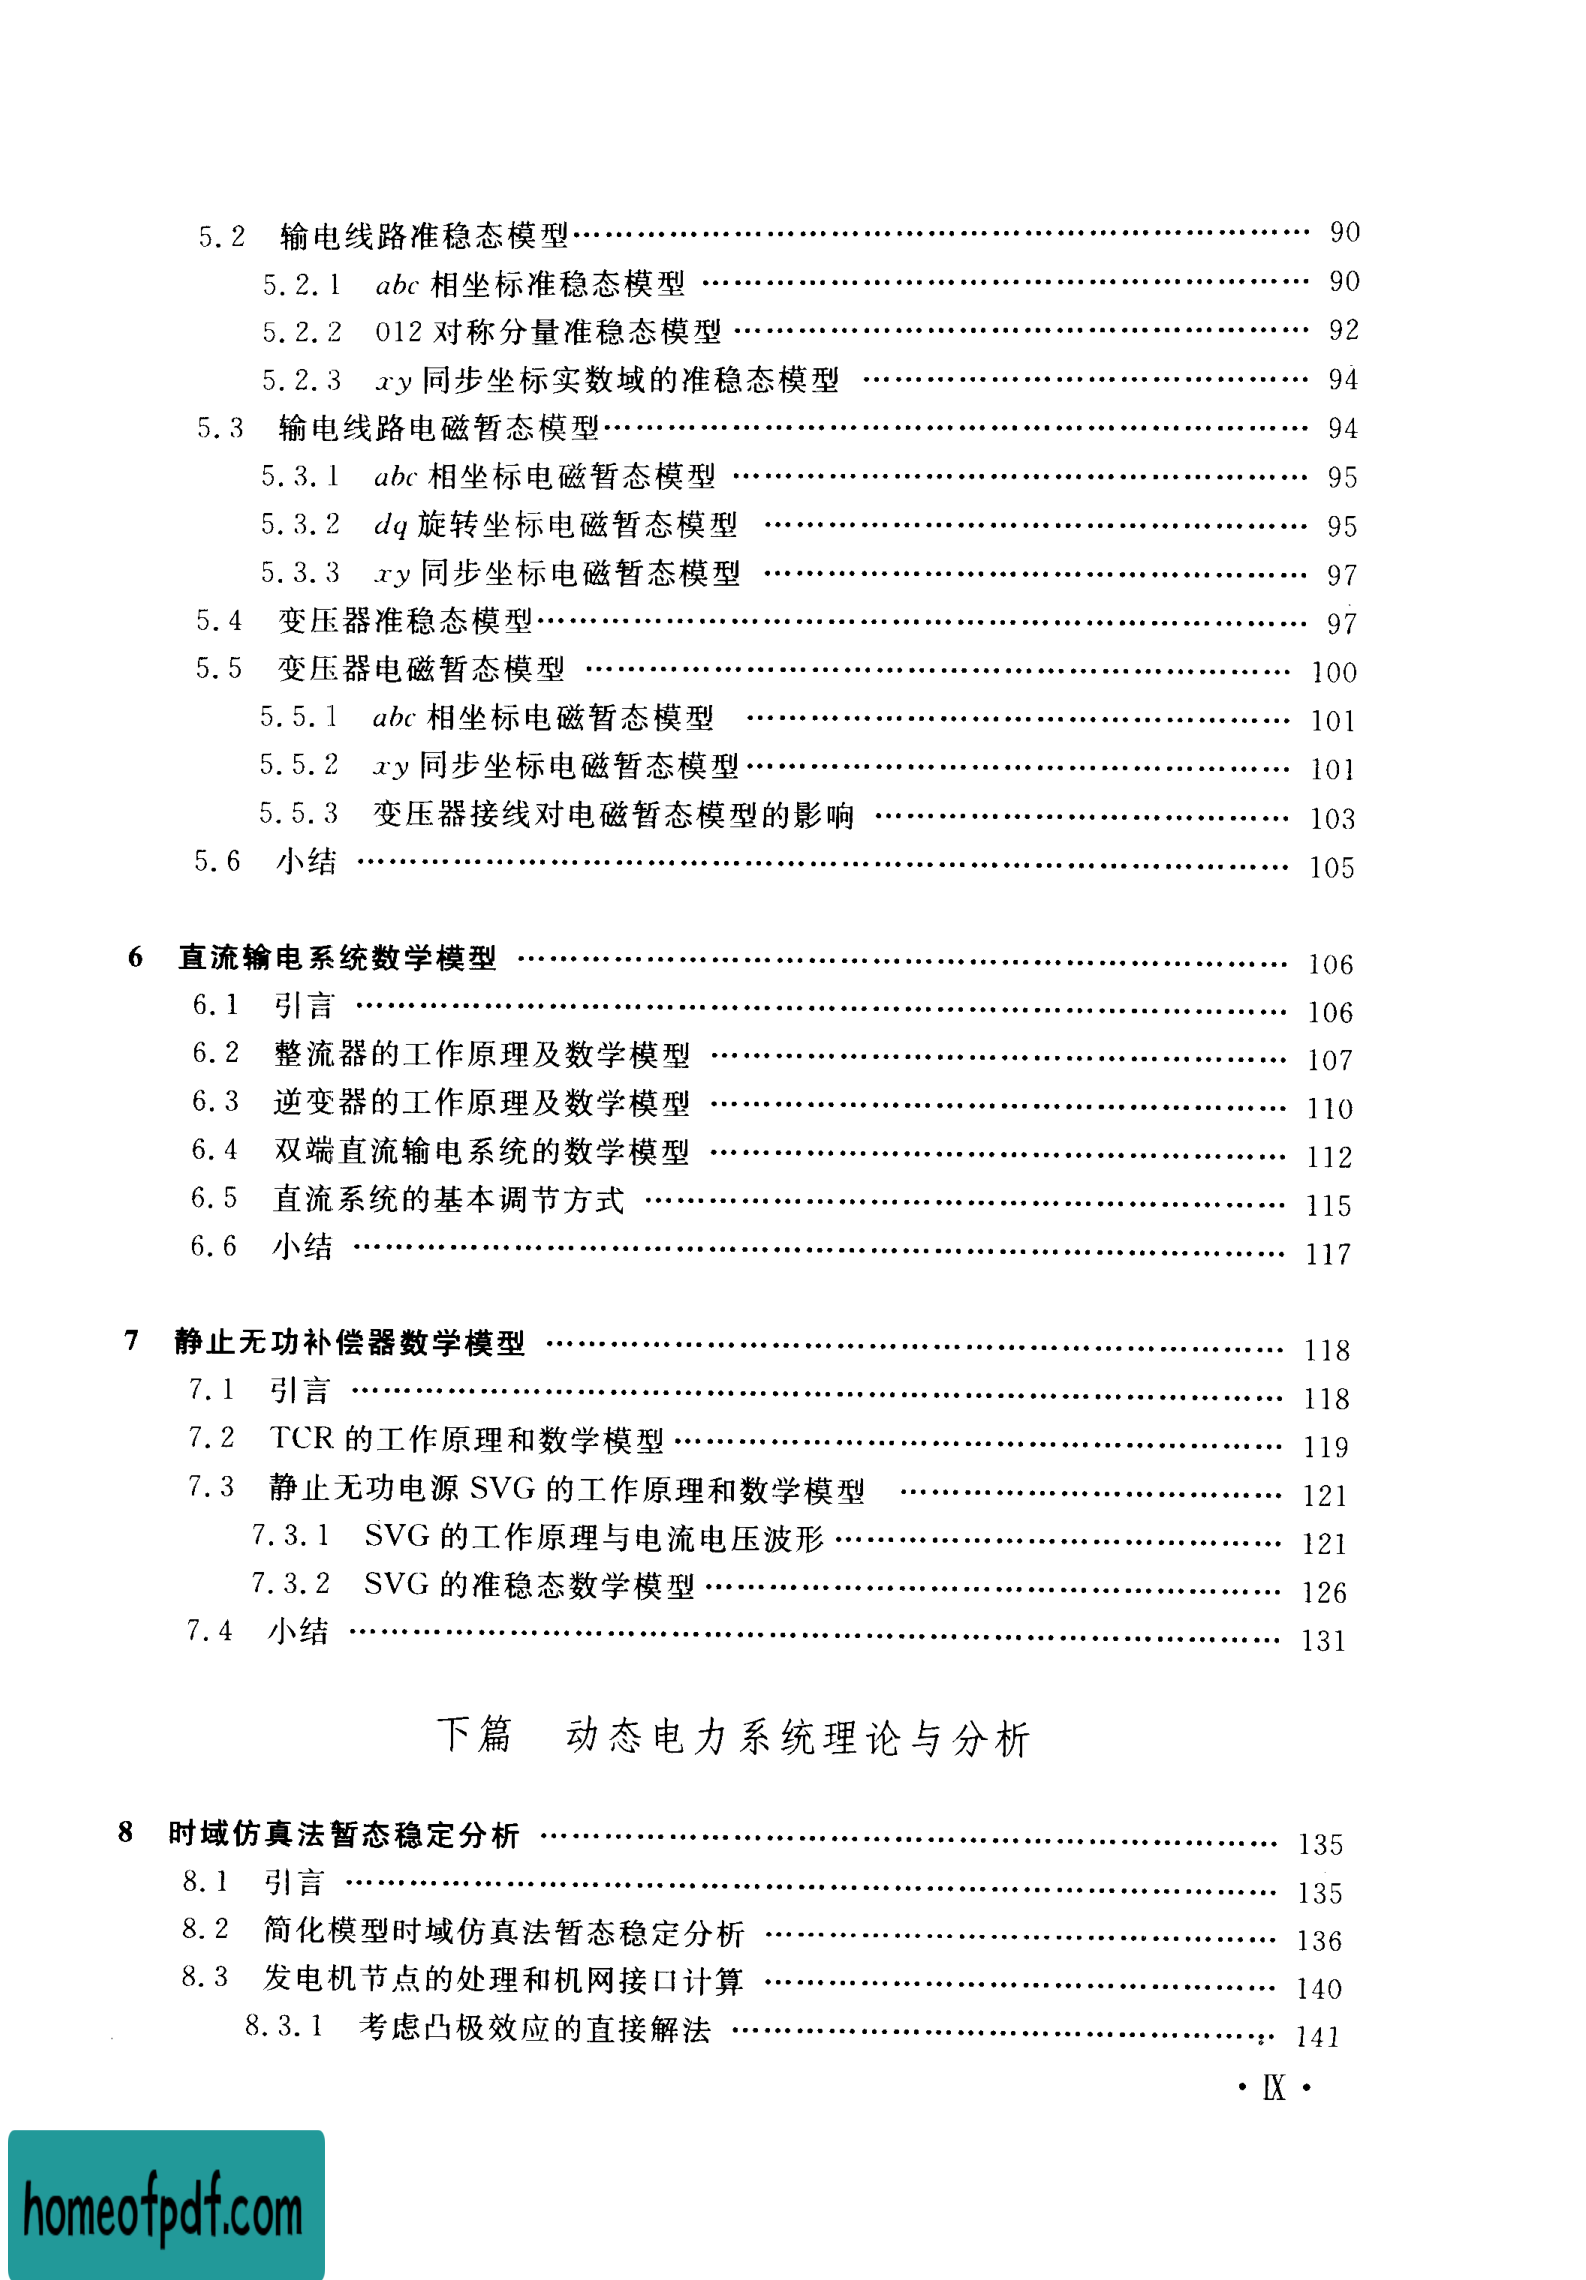 5.2 输电线路准稳态模型…… 90
5.2.1 abc 相坐标准稳态模型 …… 90
5.2.2 012 对称分量准稳态模型 …… 92
5.2.3 xy 同步坐标实数域的准稳态模型 …… 94
5.3 输电线路电磁暂态模型…… 94
5.3.1 abc 相坐标电磁暂态模型 …… 95
5.3.2 dq 旋转坐标电磁暂态模型 …… 95
5.3.3 xy 同步坐标电磁暂态模型 …… 97
5.4 变压器准稳态模型…… 97
5.5 变压器电磁暂态模型 …… 100
5.5.1 abc 相坐标电磁暂态模型 …… 101
5.5.2 xy 同步坐标电磁暂态模型…… 101
5.5.3 变压器接线对电磁暂态模型的影响 …… 103
5.6 小结 …… 105
6 直流输电系统数学模型 …… 106
6.1 引言 …… 106
6.2 整流器的工作原理及数学模型 …… 107
6.3 逆变器的工作原理及数学模型 …… 110
6.4 双端直流输电系统的数学模型 …… 112
6.5 直流系统的基本调节方式 …… 115
6.6 小结 …… 117
7 静止无功补偿器数学模型 …… 118
7.1 引言 …… 118
7.2 TCR 的工作原理和数学模型…… 119
7.3 静止无功电源 SVG 的工作原理和数学模型 …… 121
7.3.1 SVG 的工作原理与电流电压波形…… 121
7.3.2 SVG 的准稳态数学模型…… 126
7.4 小结 …… 131
下篇 动态电力系统理论与分析
8 时域仿真法暂态稳定分析 …… 135
8.1 引言 …… 135
8.2 简化模型时域仿真法暂态稳定分析 …… 136
8.3 发电机节点的处理和机网接口计算 …… 140
8.3.1 考虑凸极效应的直接解法 …… 141
· Ⅸ ·
homeofpdf.com